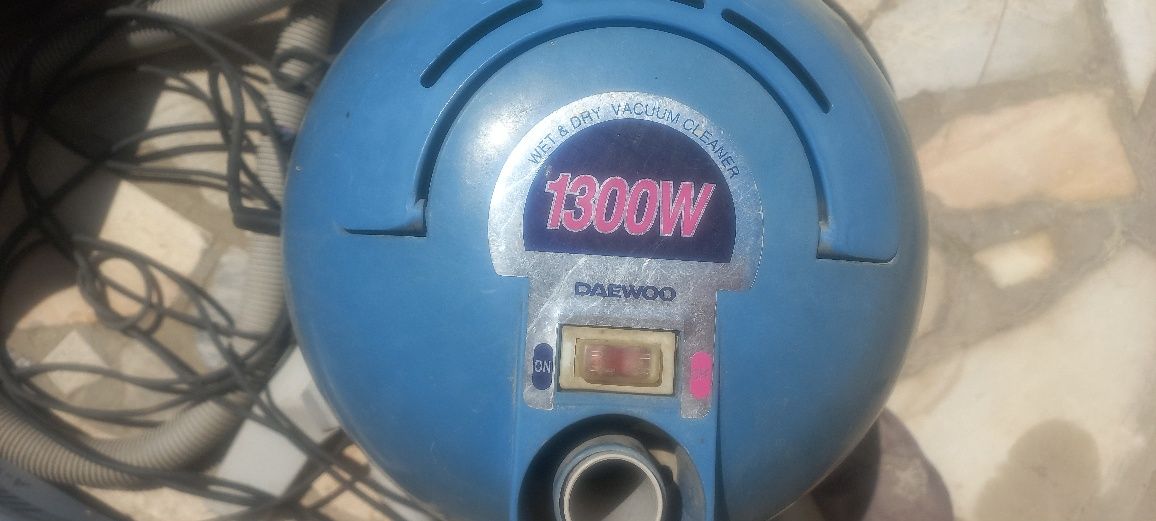 WET & DRY VACUUM CLEANER
1300W
DAEWOO
ON